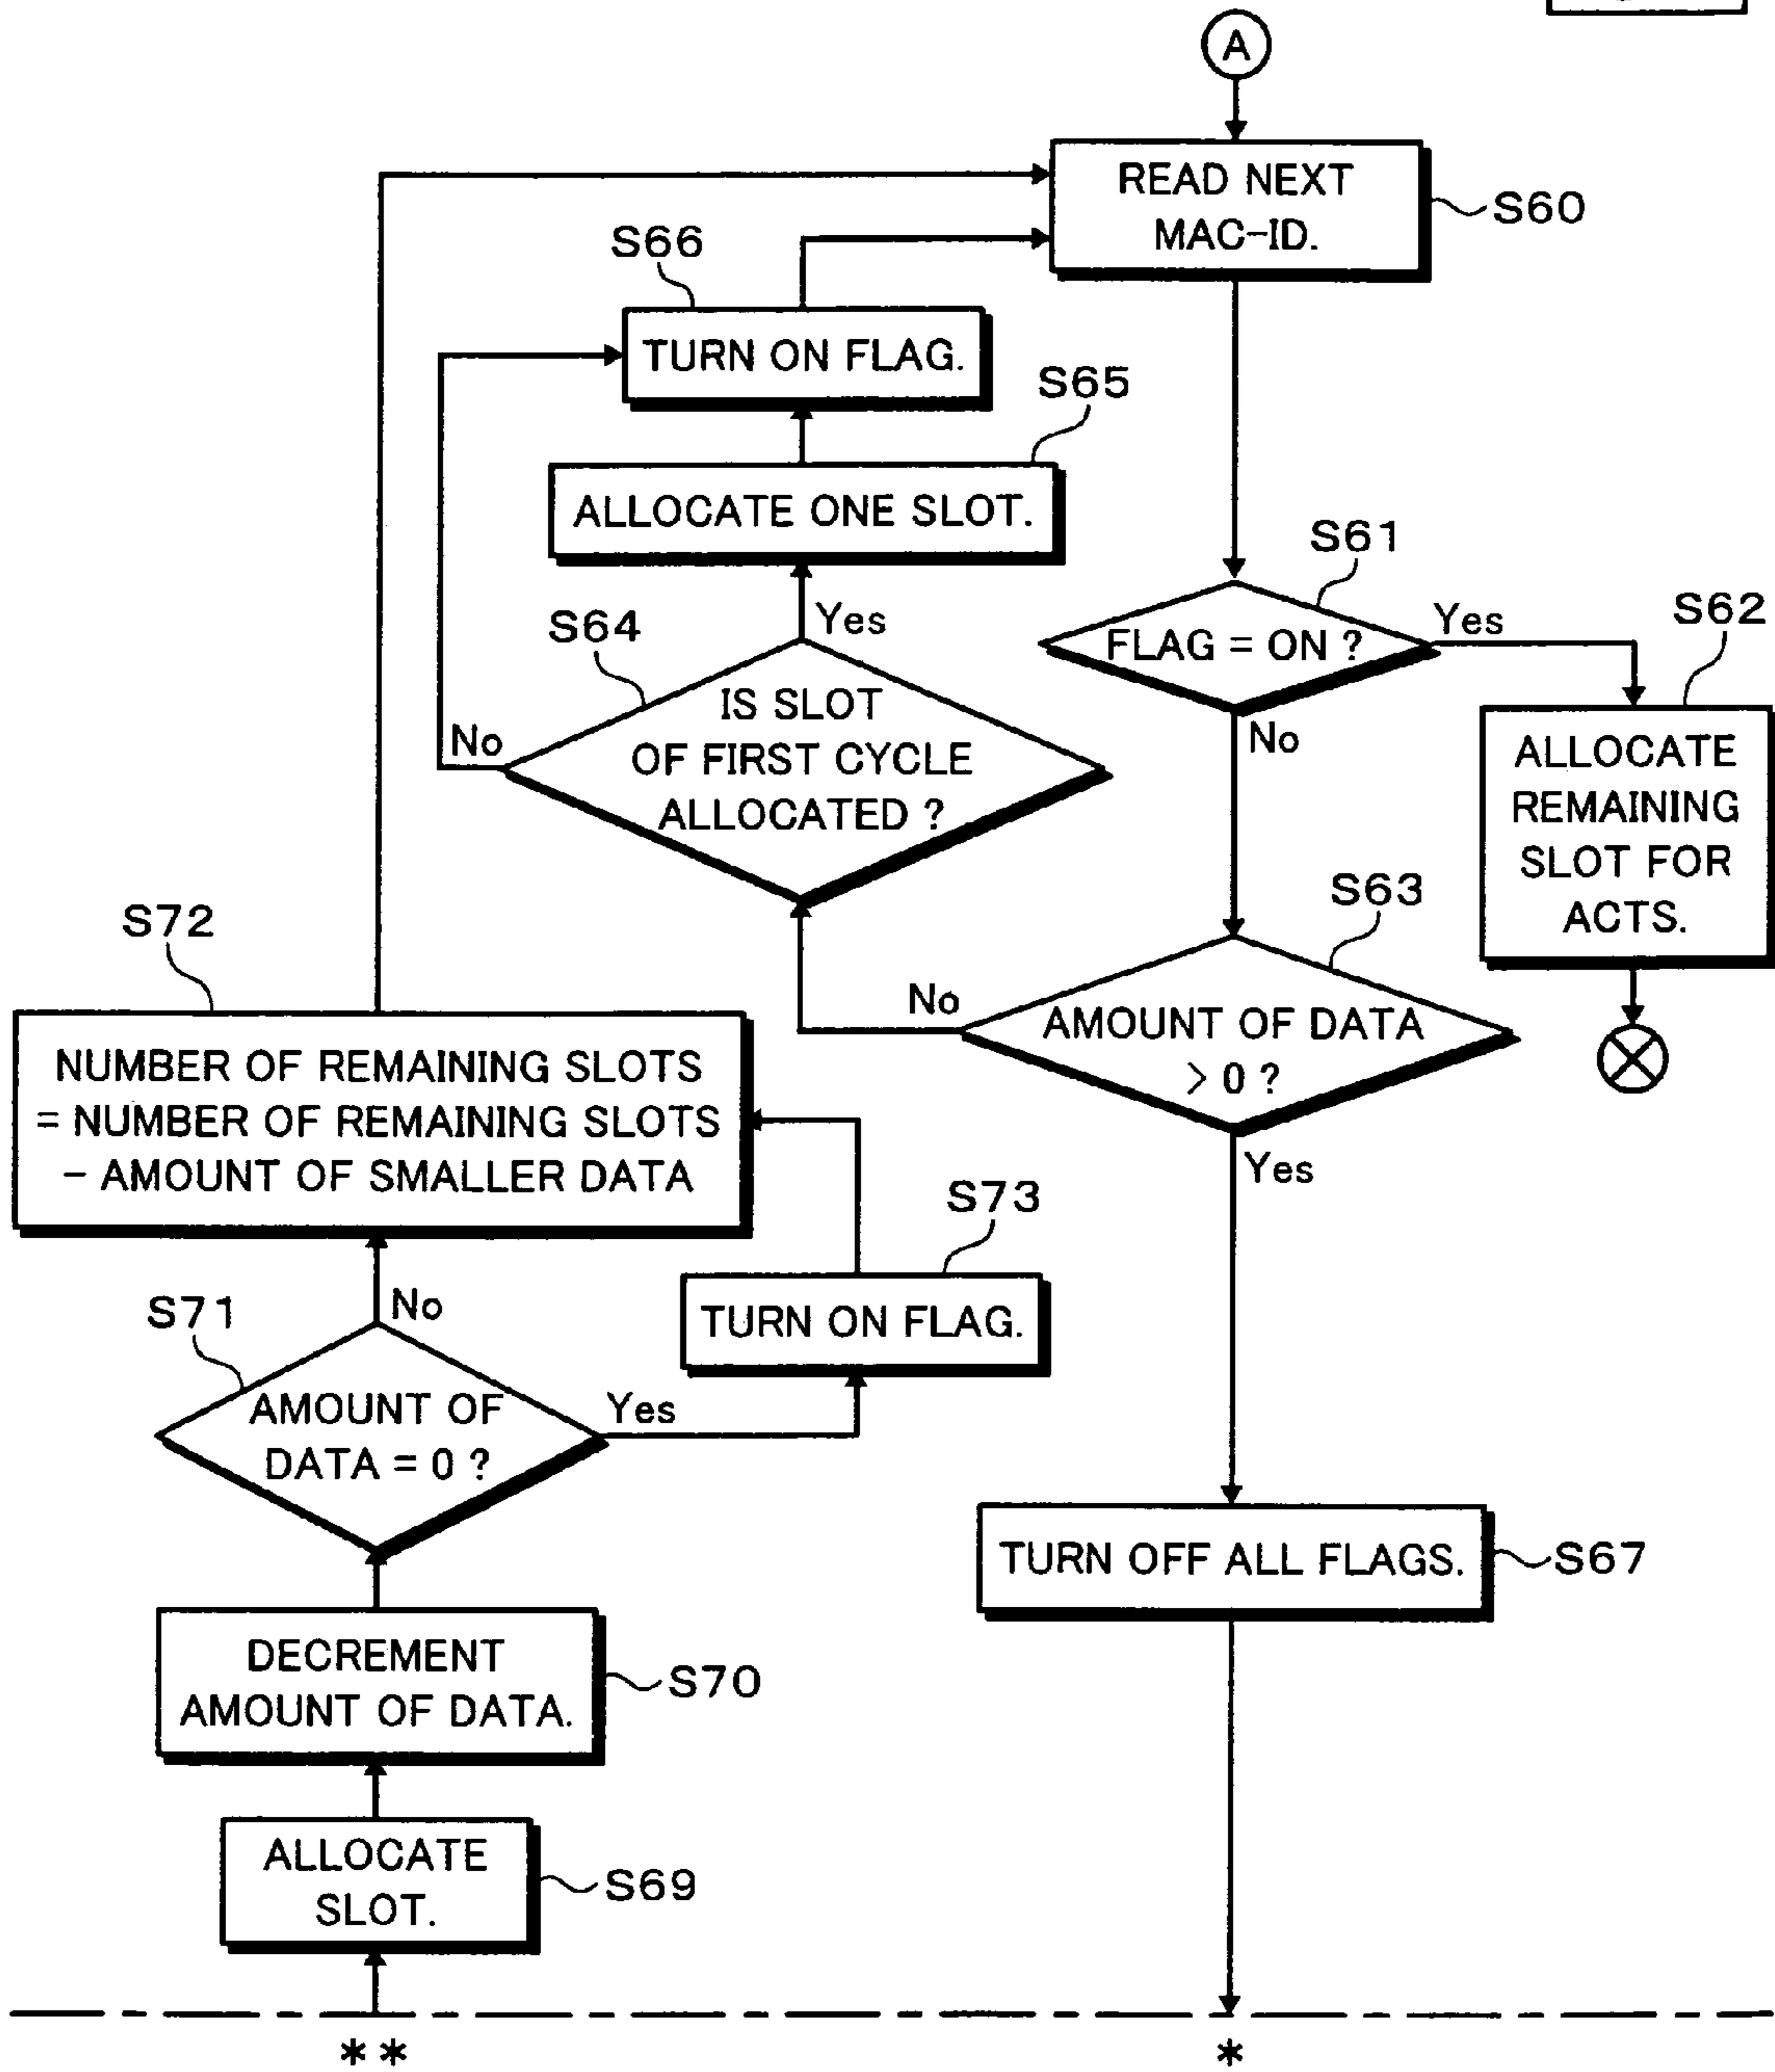 A
READ NEXT
MAC-ID.
S60
S66
TURN ON FLAG.
S65
ALLOCATE ONE SLOT.
S61
FLAG = ON ?
Yes
No
S62
ALLOCATE
REMAINING
SLOT FOR
ACTS.
S64
Yes
No
IS SLOT
OF FIRST CYCLE
ALLOCATED ?
S63
AMOUNT OF DATA
> 0 ?
No
Yes
S72
NUMBER OF REMAINING SLOTS
= NUMBER OF REMAINING SLOTS
- AMOUNT OF SMALLER DATA
S73
TURN ON FLAG.
S71
No
AMOUNT OF
DATA = 0 ?
Yes
TURN OFF ALL FLAGS.
S67
DECREMENT
AMOUNT OF DATA.
S70
ALLOCATE
SLOT.
S69
**
*